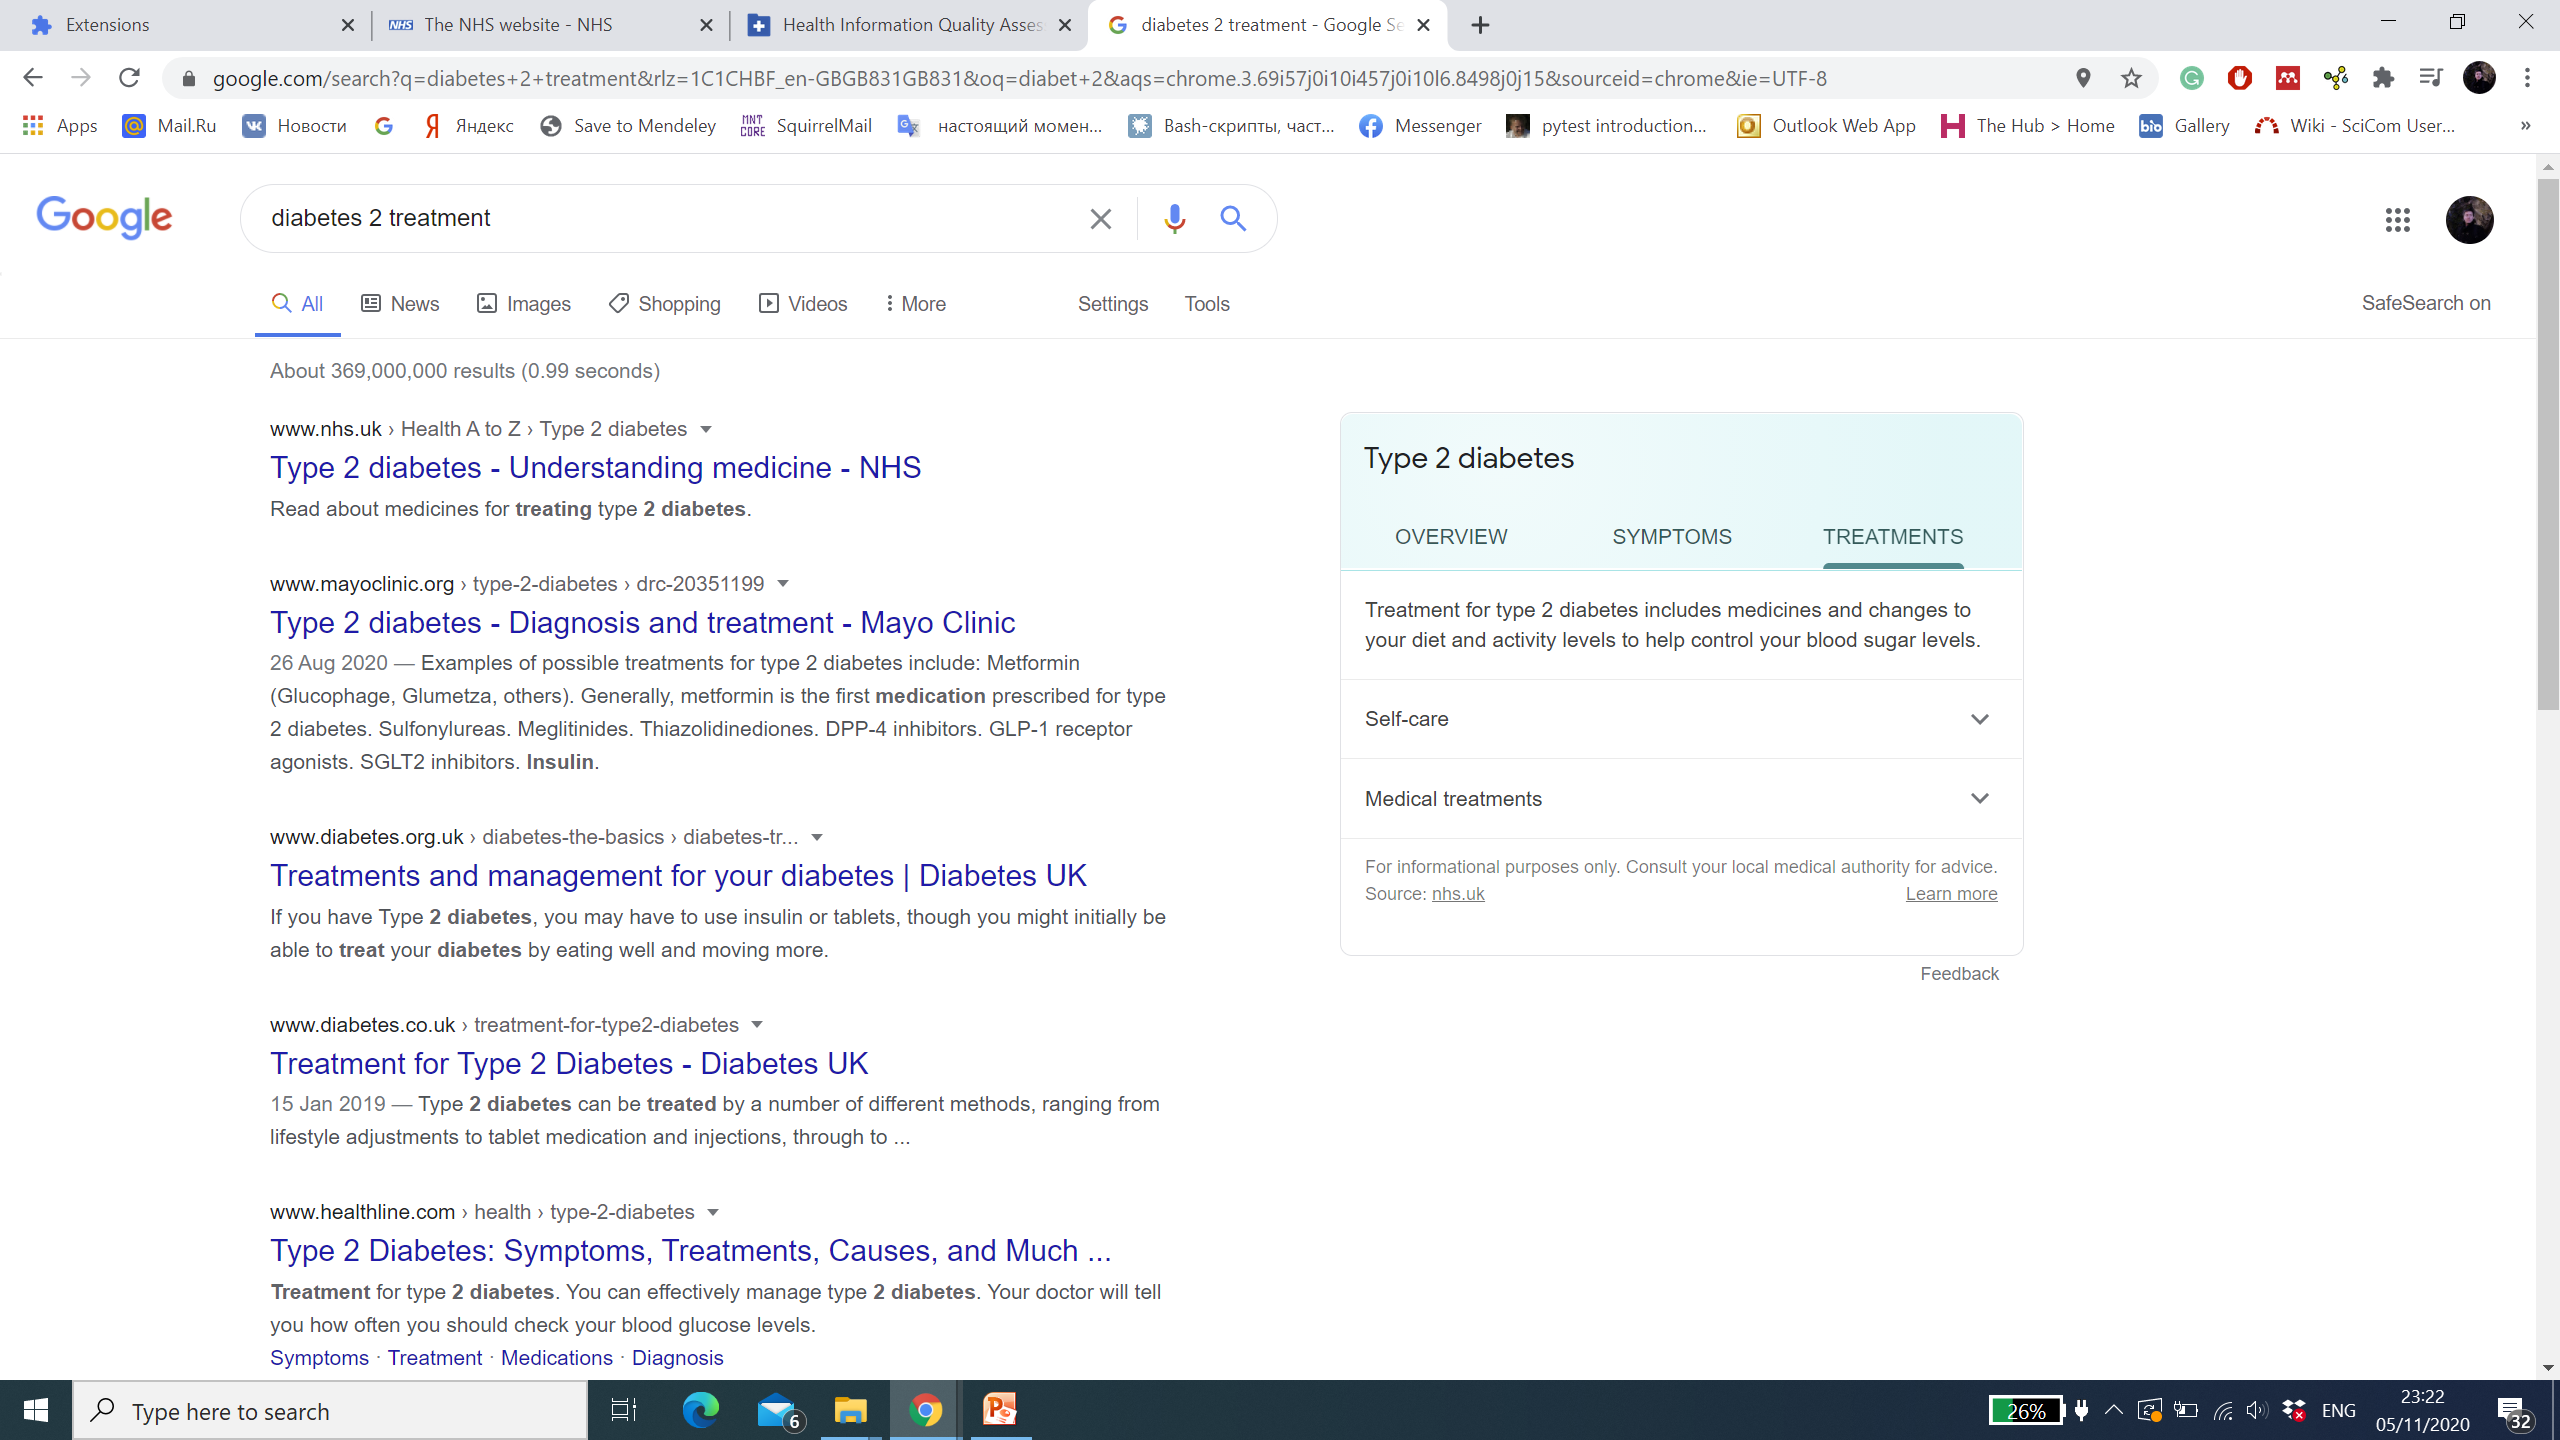 Extensions
The NHS website - NHS
Health Information Quality Asses
diabetes 2 treatment - Google Se
google.com/search?q=diabetes+2+treatment&rlz=1C1CHBF_en-GBGB831GB831&oq=diabet+2&aqs=chrome.3.69i57j0i10i457j0i10l6.8498j0j15&sourceid=chrome&ie=UTF-8
Apps Mail.Ru Новости Яндекс Save to Mendeley SquirrelMail настоящий момен... Bash-скрипты, част... Messenger pytest introduction... Outlook Web App The Hub > Home Gallery Wiki - SciCom User... »
Google
diabetes 2 treatment
All News Images Shopping Videos More Settings Tools SafeSearch on
About 369,000,000 results (0.99 seconds)
www.nhs.uk › Health A to Z › Type 2 diabetes
Type 2 diabetes - Understanding medicine - NHS
Read about medicines for treating type 2 diabetes.
www.mayoclinic.org › type-2-diabetes › drc-20351199
Type 2 diabetes - Diagnosis and treatment - Mayo Clinic
26 Aug 2020 — Examples of possible treatments for type 2 diabetes include: Metformin
(Glucophage, Glumetza, others). Generally, metformin is the first medication prescribed for type
2 diabetes. Sulfonylureas. Meglitinides. Thiazolidinediones. DPP-4 inhibitors. GLP-1 receptor
agonists. SGLT2 inhibitors. Insulin.
www.diabetes.org.uk › diabetes-the-basics › diabetes-tr...
Treatments and management for your diabetes | Diabetes UK
If you have Type 2 diabetes, you may have to use insulin or tablets, though you might initially be
able to treat your diabetes by eating well and moving more.
www.diabetes.co.uk › treatment-for-type2-diabetes
Treatment for Type 2 Diabetes - Diabetes UK
15 Jan 2019 — Type 2 diabetes can be treated by a number of different methods, ranging from
lifestyle adjustments to tablet medication and injections, through to ...
www.healthline.com › health › type-2-diabetes
Type 2 Diabetes: Symptoms, Treatments, Causes, and Much ...
Treatment for type 2 diabetes. You can effectively manage type 2 diabetes. Your doctor will tell
you how often you should check your blood glucose levels.
Symptoms · Treatment · Medications · Diagnosis
Type 2 diabetes
OVERVIEW SYMPTOMS TREATMENTS
Treatment for type 2 diabetes includes medicines and changes to
your diet and activity levels to help control your blood sugar levels.
Self-care
Medical treatments
For informational purposes only. Consult your local medical authority for advice.
Source: nhs.uk Learn more
Feedback
Type here to search
6
26%
ENG
23:22
05/11/2020
32